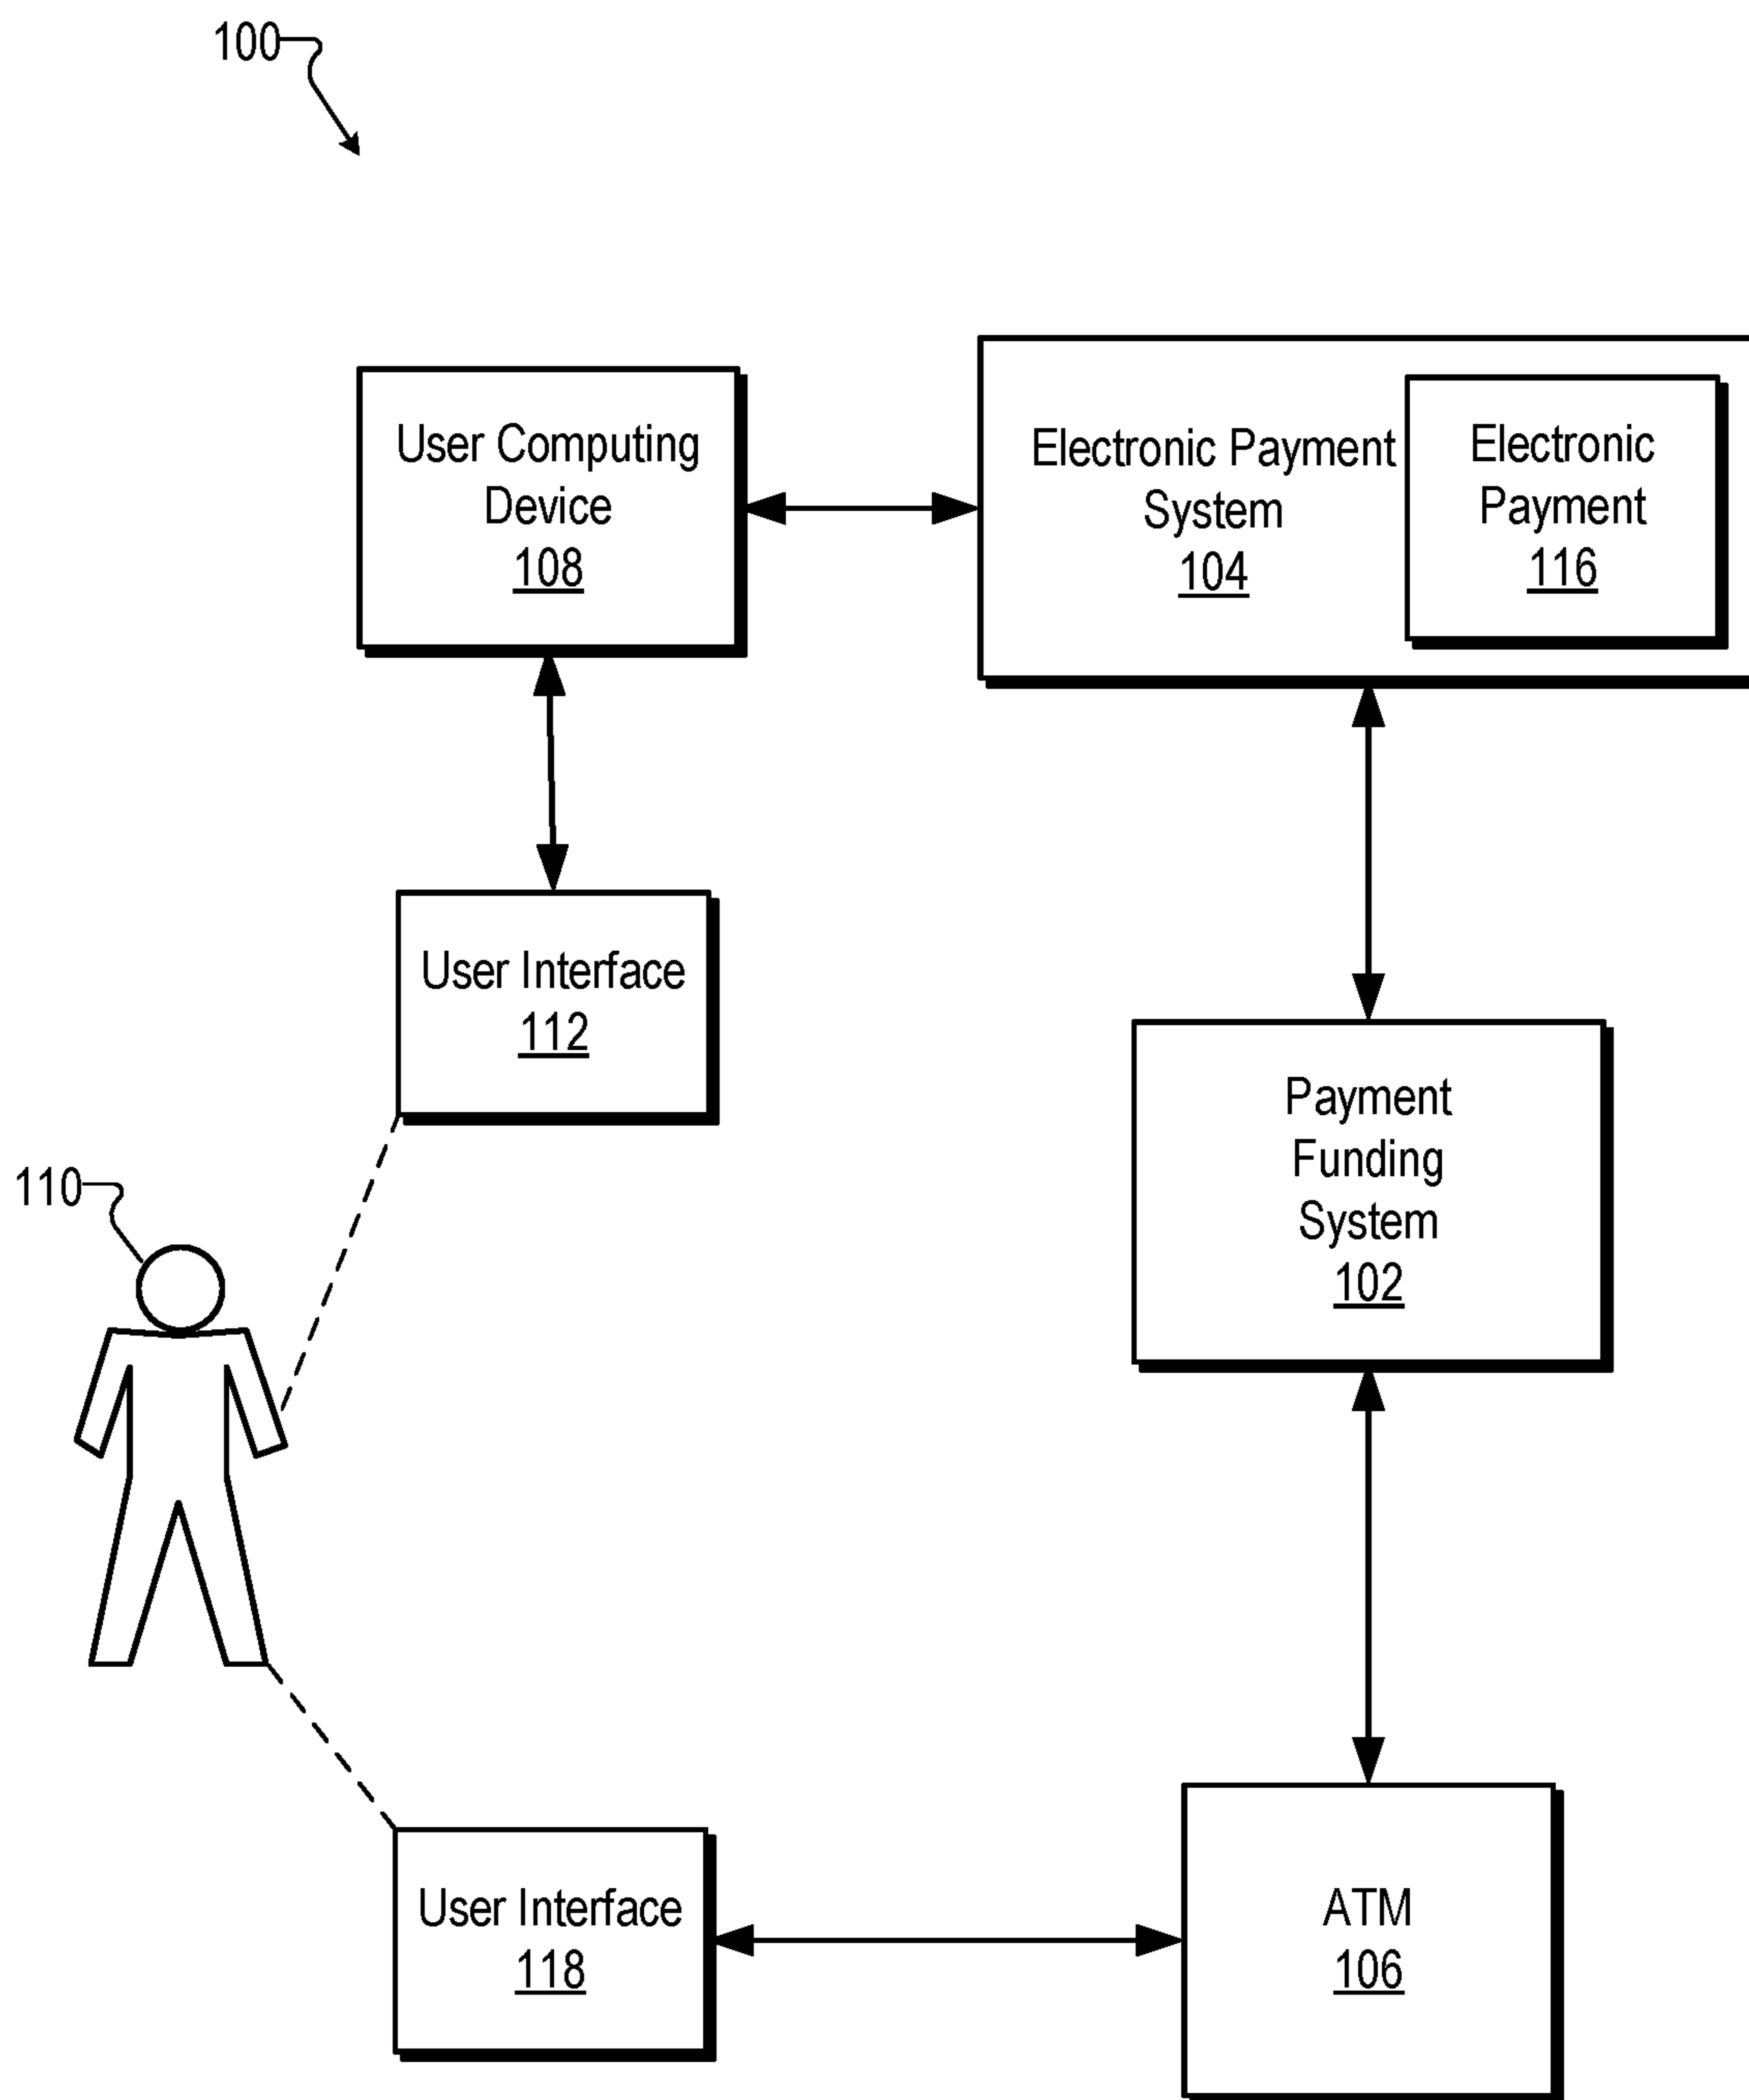 100
User Computing
Device
108
Electronic Payment
System
104
Electronic
Payment
116
User Interface
112
Payment
Funding
System
102
110
User Interface
118
ATM
106